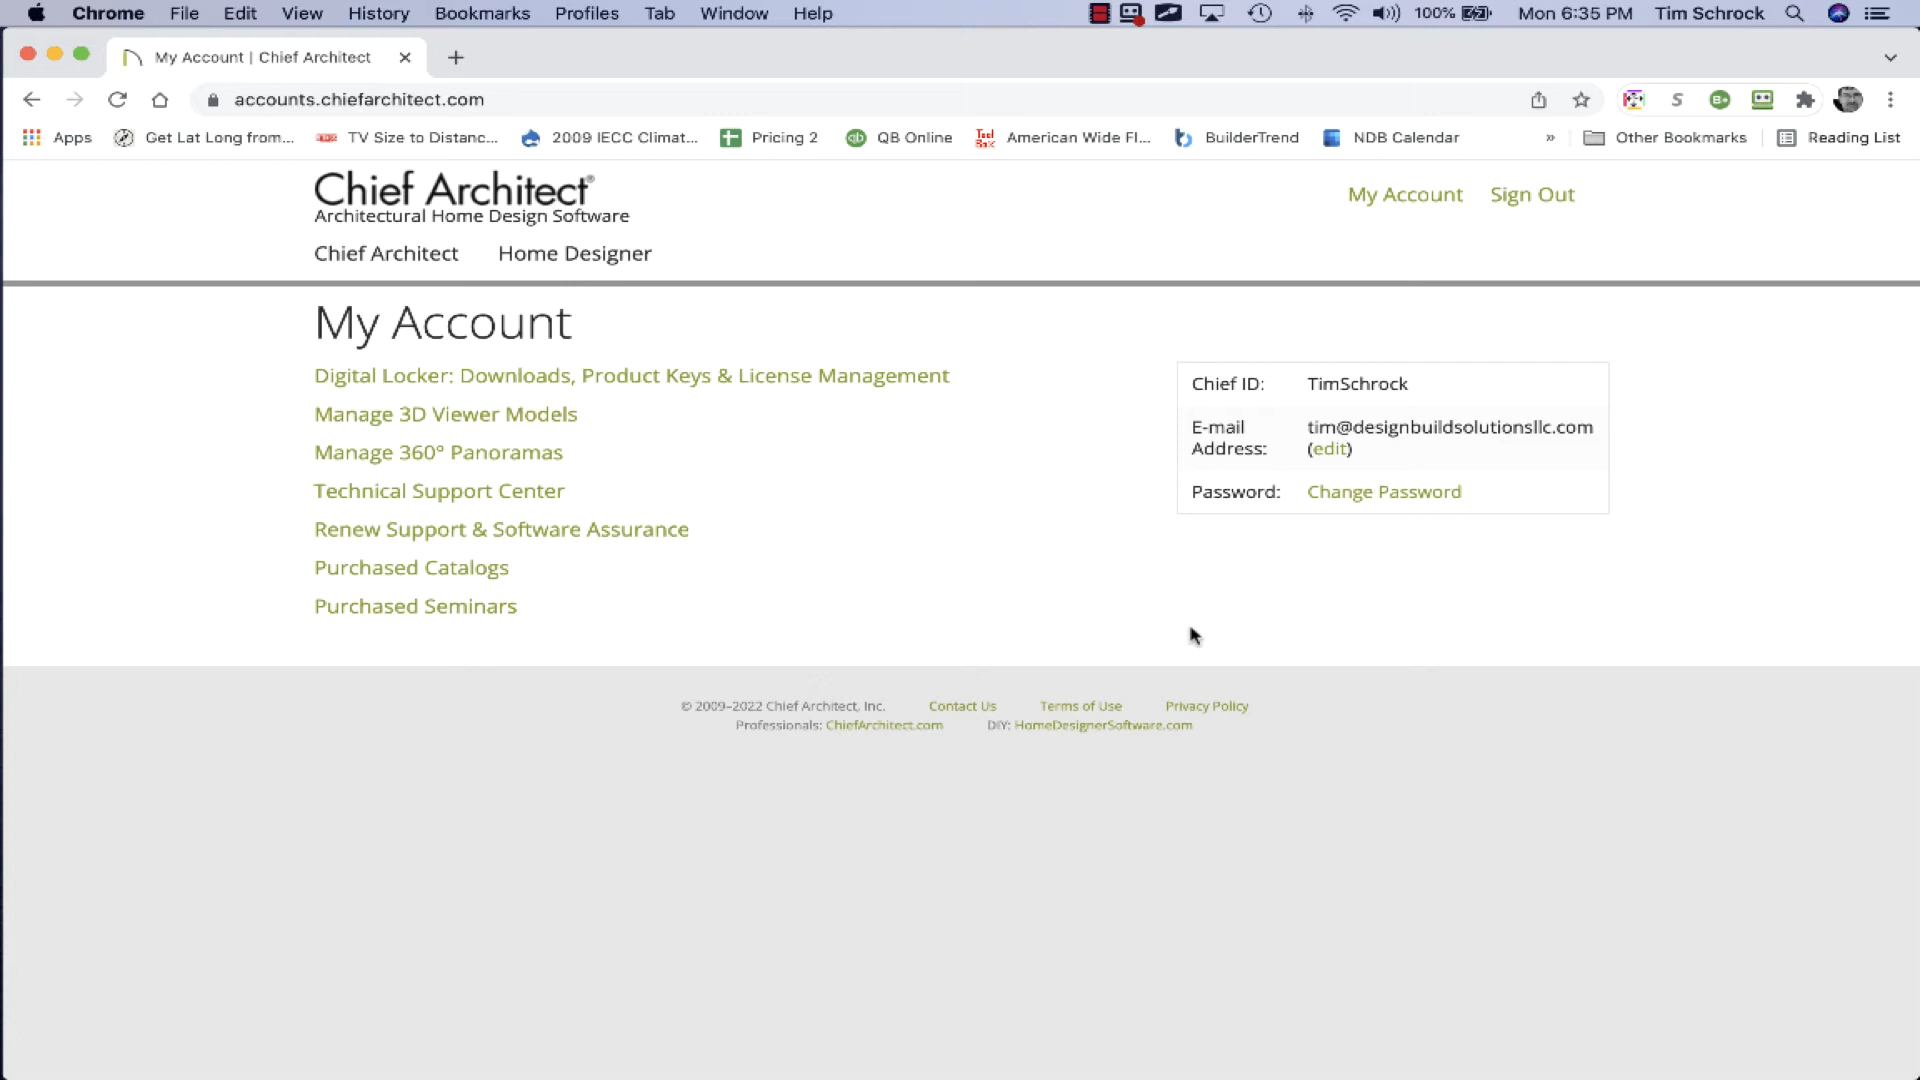 Chrome File Edit View History Bookmarks Profiles Tab Window Help 100% Mon 6:35 PM Tim Schrock
My Account | Chief Architect
accounts.chiefarchitect.com
Apps Get Lat Long from... TV Size to Distanc... 2009 IECC Climat... Pricing 2 QB Online American Wide Fl... BuilderTrend NDB Calendar » Other Bookmarks Reading List
Chief Architect®
Architectural Home Design Software
My Account Sign Out
Chief Architect Home Designer
My Account
Digital Locker: Downloads, Product Keys & License Management
Manage 3D Viewer Models
Manage 360° Panoramas
Technical Support Center
Renew Support & Software Assurance
Purchased Catalogs
Purchased Seminars
Chief ID: TimSchrock
E-mail Address: tim@designbuildsolutionsllc.com
(edit)
Password: Change Password
© 2009–2022 Chief Architect, Inc. Contact Us Terms of Use Privacy Policy
Professionals: ChiefArchitect.com DIY: HomeDesignerSoftware.com